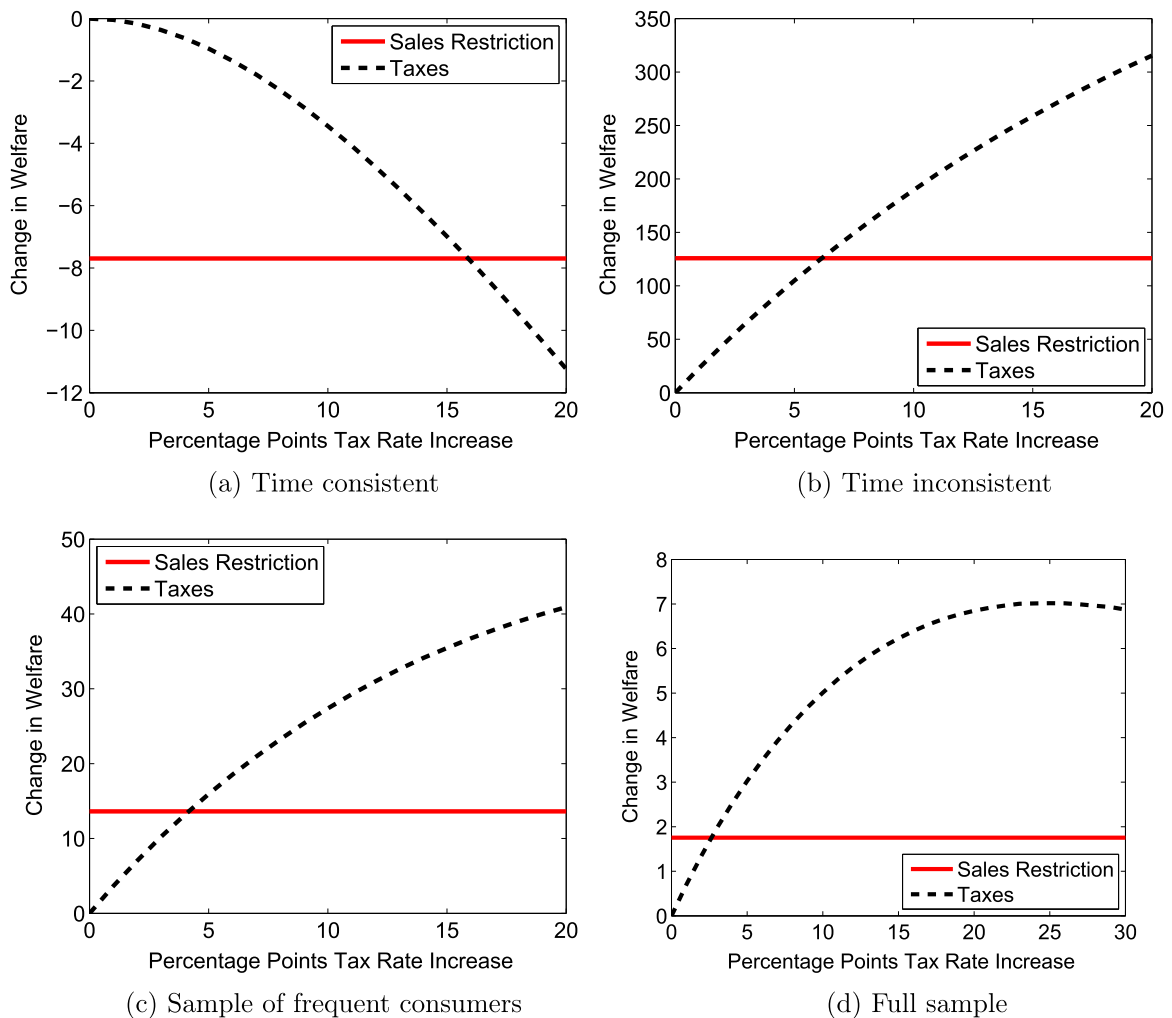 0
−2
−4
−6
−8
−10
−12
Change in Welfare
Sales Restriction
Taxes
0 5 10 15 20
Percentage Points Tax Rate Increase
(a) Time consistent
350
300
250
200
150
100
50
0
Change in Welfare
Sales Restriction
Taxes
0 5 10 15 20
Percentage Points Tax Rate Increase
(b) Time inconsistent
50
40
30
20
10
0
Change in Welfare
Sales Restriction
Taxes
0 5 10 15 20
Percentage Points Tax Rate Increase
(c) Sample of frequent consumers
8
7
6
5
4
3
2
1
0
Change in Welfare
Sales Restriction
Taxes
0 5 10 15 20 25 30
Percentage Points Tax Rate Increase
(d) Full sample